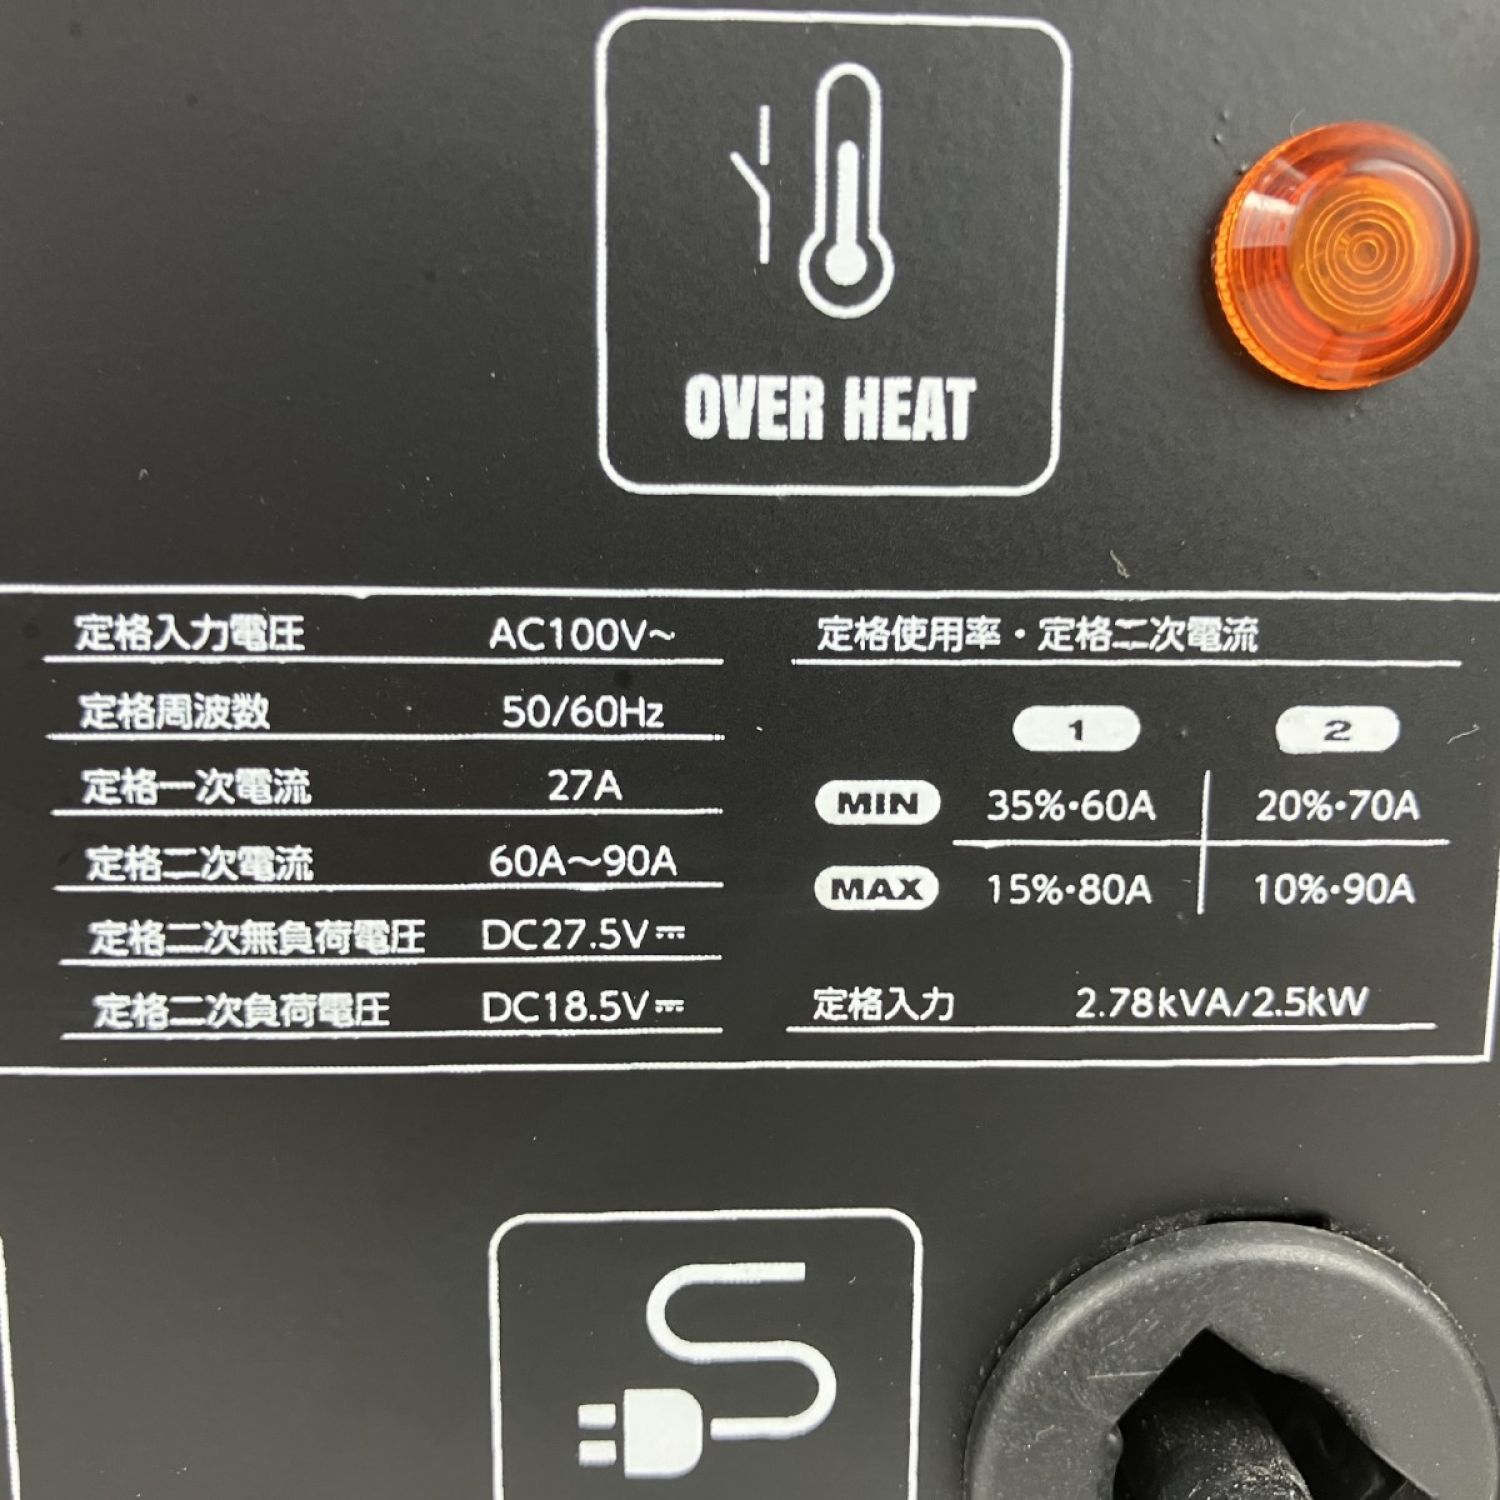 OVER HEAT
定格入力電圧 AC100V~
定格周波数 50/60Hz
定格一次電流 27A
定格二次電流 60A~90A
定格二次無負荷電圧 DC27.5V⎓
定格二次負荷電圧 DC18.5V⎓
定格使用率・定格二次電流
1 2
MIN 35%・60A 20%・70A
MAX 15%・80A 10%・90A
定格入力 2.78kVA/2.5kW